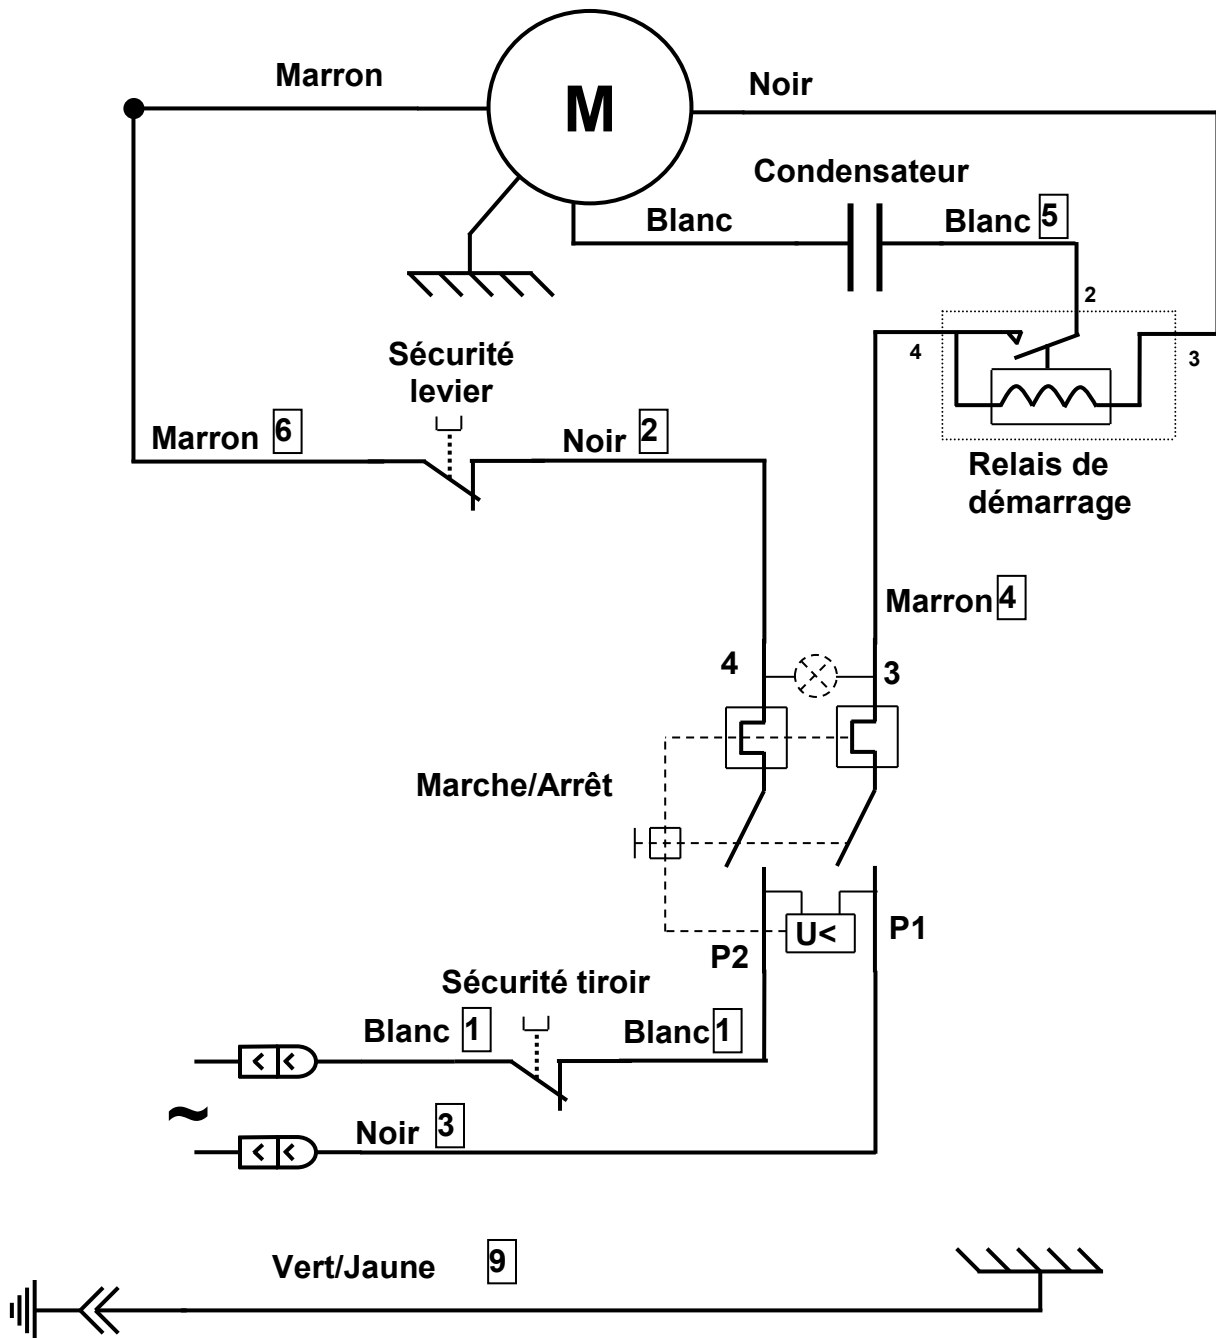 Marron
M
Noir
Condensateur
Blanc
Blanc 5
2
4
3
Sécurité
levier
Marron 6
Noir 2
Relais de
démarrage
Marron 4
4
3
Marche/Arrêt
U<
P1
P2
Sécurité tiroir
Blanc 1
Blanc 1
~
Noir 3
Vert/Jaune 9